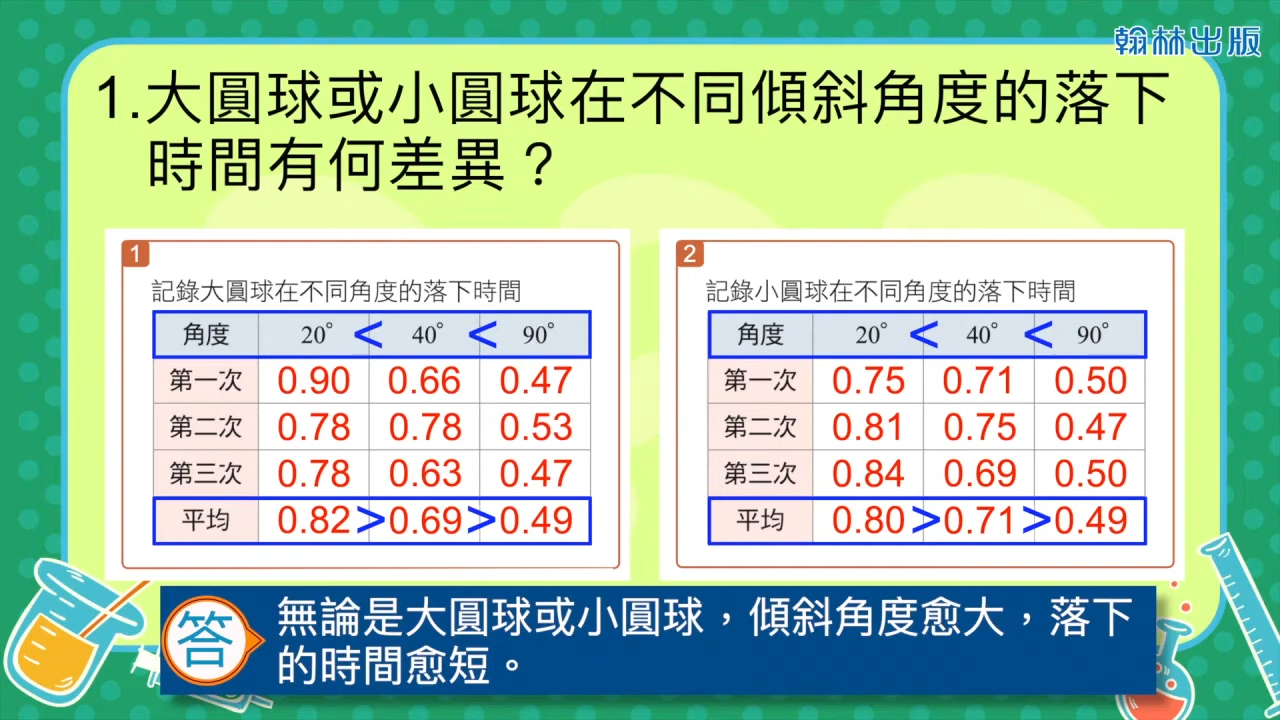 翰林出版
1.大圓球或小圓球在不同傾斜角度的落下
時間有何差異？
1
記錄大圓球在不同角度的落下時間
角度 20° < 40° < 90°
第一次 0.90 0.66 0.47
第二次 0.78 0.78 0.53
第三次 0.78 0.63 0.47
平均 0.82 > 0.69 > 0.49
2
記錄小圓球在不同角度的落下時間
角度 20° < 40° < 90°
第一次 0.75 0.71 0.50
第二次 0.81 0.75 0.47
第三次 0.84 0.69 0.50
平均 0.80 > 0.71 > 0.49
答
無論是大圓球或小圓球，傾斜角度愈大，落下
的時間愈短。